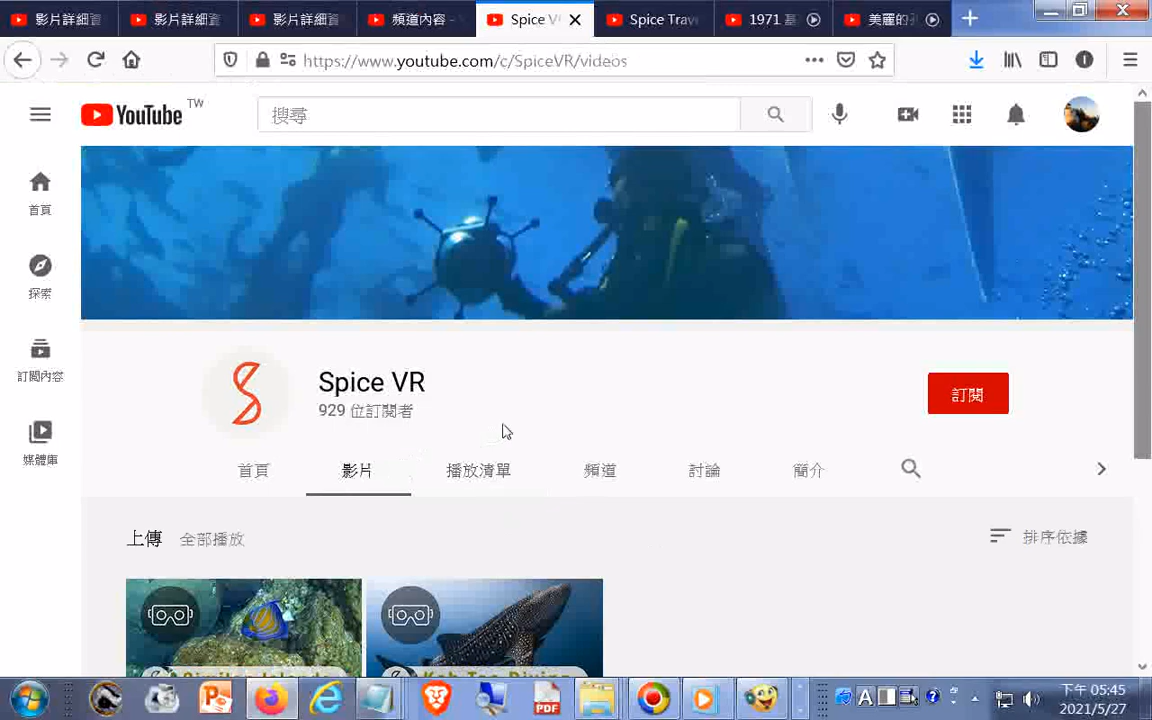 影片詳細資
影片詳細資
影片詳細資
頻道內容 -
Spice V
Spice Trav
1971 基
美麗的
https://www.youtube.com/c/SpiceVR/videos
YouTube TW
搜尋
首頁
探索
訂閱內容
媒體庫
Spice VR
929 位訂閱者
訂閱
首頁
影片
播放清單
頻道
討論
簡介
上傳
全部播放
排序依據
PDF
下午 05:45
2021/5/27